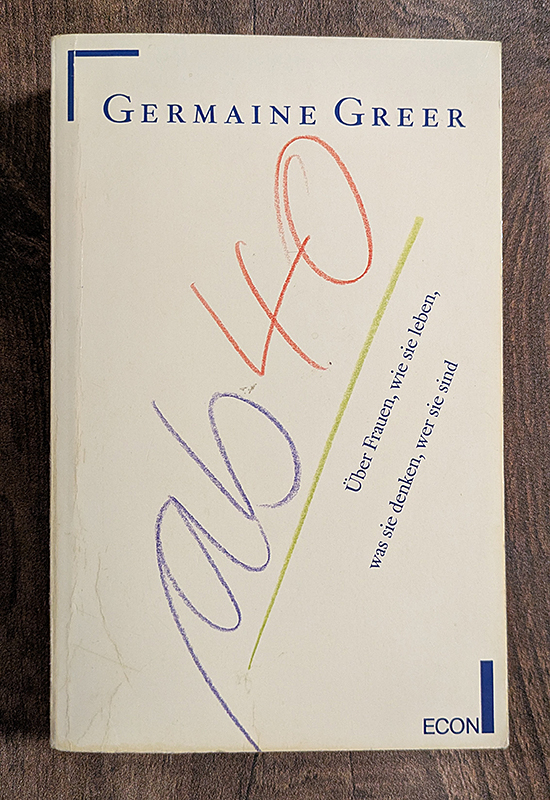 GERMAINE GREER
ab 40
Über Frauen, wie sie leben,
was sie denken, wer sie sind
ECON